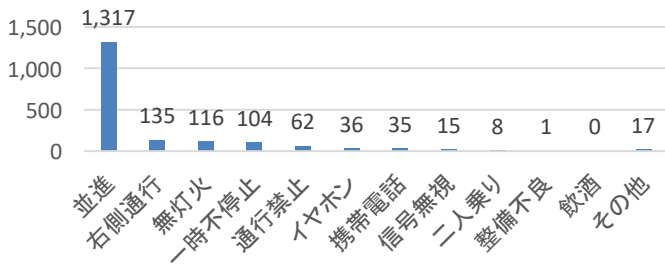 1,500
1,000
500
0
1,317
135
116
104
62
36
35
15
8
1
0
17
並進
右側通行
無灯火
一時不停止
通行禁止
イヤホン
携帯電話
信号無視
二人乗り
整備不良
飲酒
その他